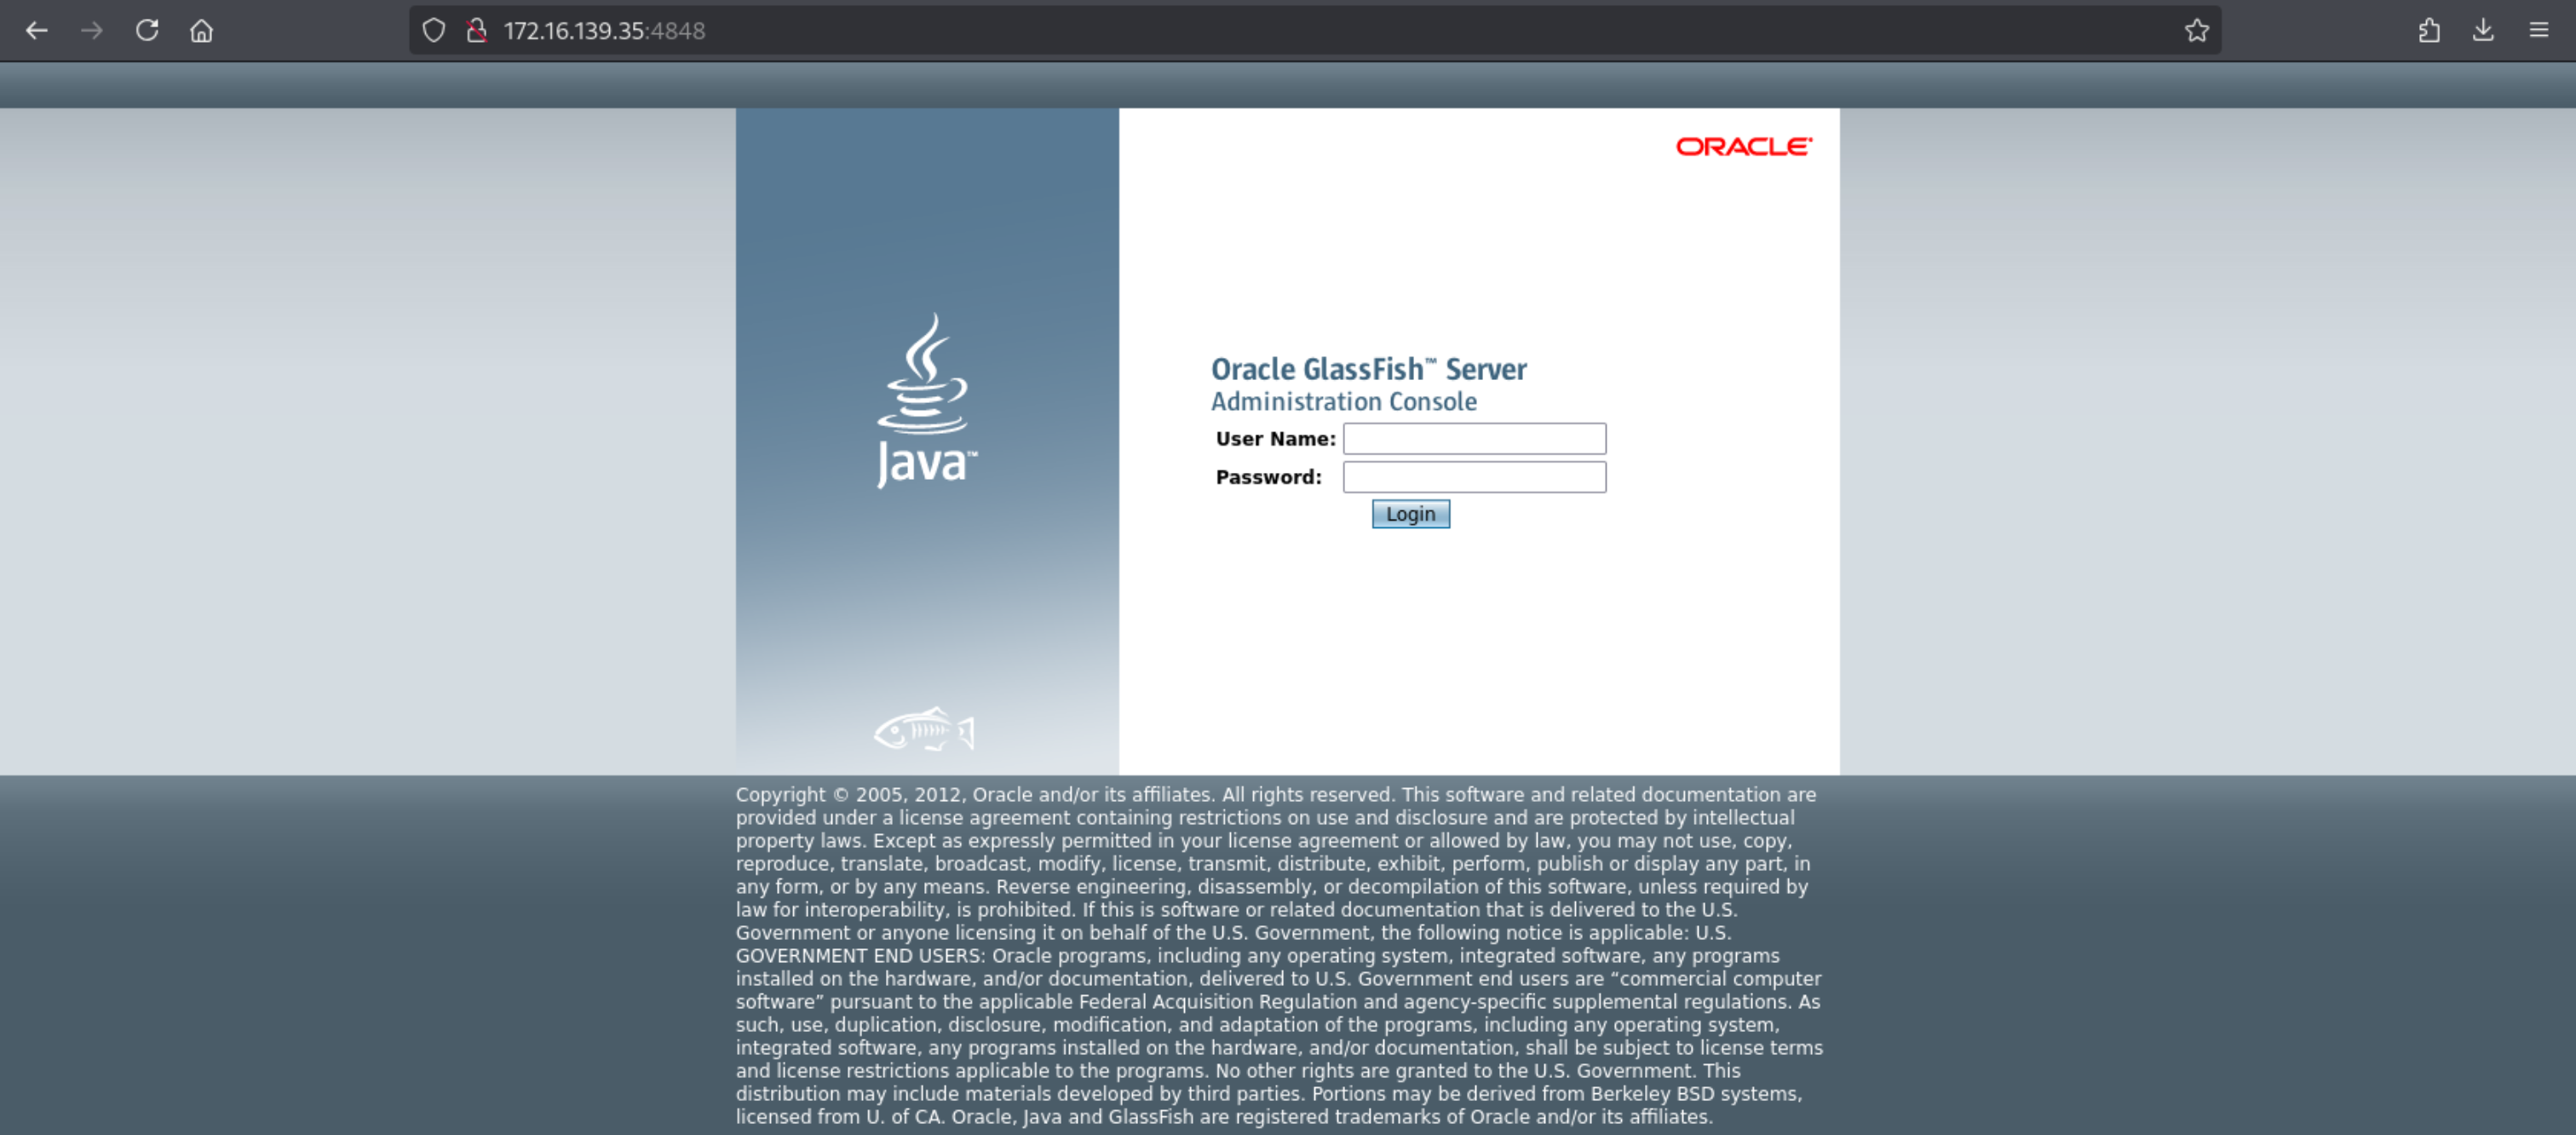 172.16.139.35:4848
ORACLE
Oracle GlassFish™ Server
Administration Console
User Name:
Password:
Login
Java™
Copyright © 2005, 2012, Oracle and/or its affiliates. All rights reserved. This software and related documentation are
provided under a license agreement containing restrictions on use and disclosure and are protected by intellectual
property laws. Except as expressly permitted in your license agreement or allowed by law, you may not use, copy,
reproduce, translate, broadcast, modify, license, transmit, distribute, exhibit, perform, publish or display any part, in
any form, or by any means. Reverse engineering, disassembly, or decompilation of this software, unless required by
law for interoperability, is prohibited. If this is software or related documentation that is delivered to the U.S.
Government or anyone licensing it on behalf of the U.S. Government, the following notice is applicable: U.S.
GOVERNMENT END USERS: Oracle programs, including any operating system, integrated software, any programs
installed on the hardware, and/or documentation, delivered to U.S. Government end users are “commercial computer
software” pursuant to the applicable Federal Acquisition Regulation and agency-specific supplemental regulations. As
such, use, duplication, disclosure, modification, and adaptation of the programs, including any operating system,
integrated software, any programs installed on the hardware, and/or documentation, shall be subject to license terms
and license restrictions applicable to the programs. No other rights are granted to the U.S. Government. This
distribution may include materials developed by third parties. Portions may be derived from Berkeley BSD systems,
licensed from U. of CA. Oracle, Java and GlassFish are registered trademarks of Oracle and/or its affiliates.